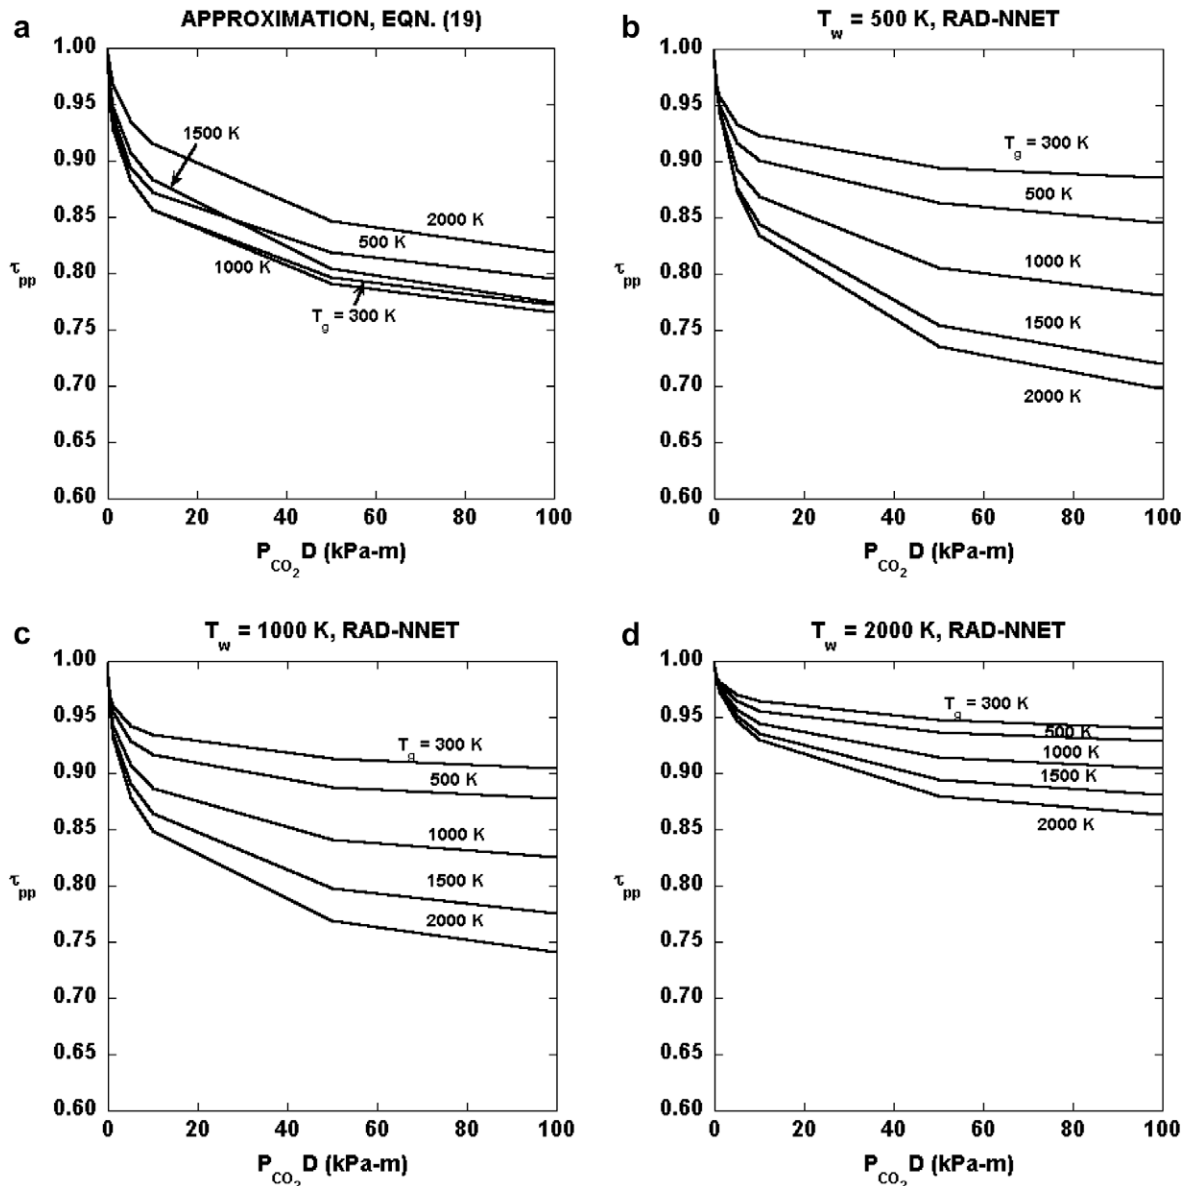 a
APPROXIMATION, EQN. (19)
1.00
0.95
0.90
0.85
0.80
0.75
0.70
0.65
0.60
τpp
1500 K
2000 K
500 K
1000 K
Tg = 300 K
0 20 40 60 80 100
PCO2 D (kPa-m)
b
Tw = 500 K, RAD-NNET
1.00
0.95
0.90
0.85
0.80
0.75
0.70
0.65
0.60
τpp
Tg = 300 K
500 K
1000 K
1500 K
2000 K
0 20 40 60 80 100
PCO2 D (kPa-m)
c
Tw = 1000 K, RAD-NNET
1.00
0.95
0.90
0.85
0.80
0.75
0.70
0.65
0.60
τpp
Tg = 300 K
500 K
1000 K
1500 K
2000 K
0 20 40 60 80 100
PCO2 D (kPa-m)
d
Tw = 2000 K, RAD-NNET
1.00
0.95
0.90
0.85
0.80
0.75
0.70
0.65
0.60
τpp
Tg = 300 K
500 K
1000 K
1500 K
2000 K
0 20 40 60 80 100
PCO2 D (kPa-m)